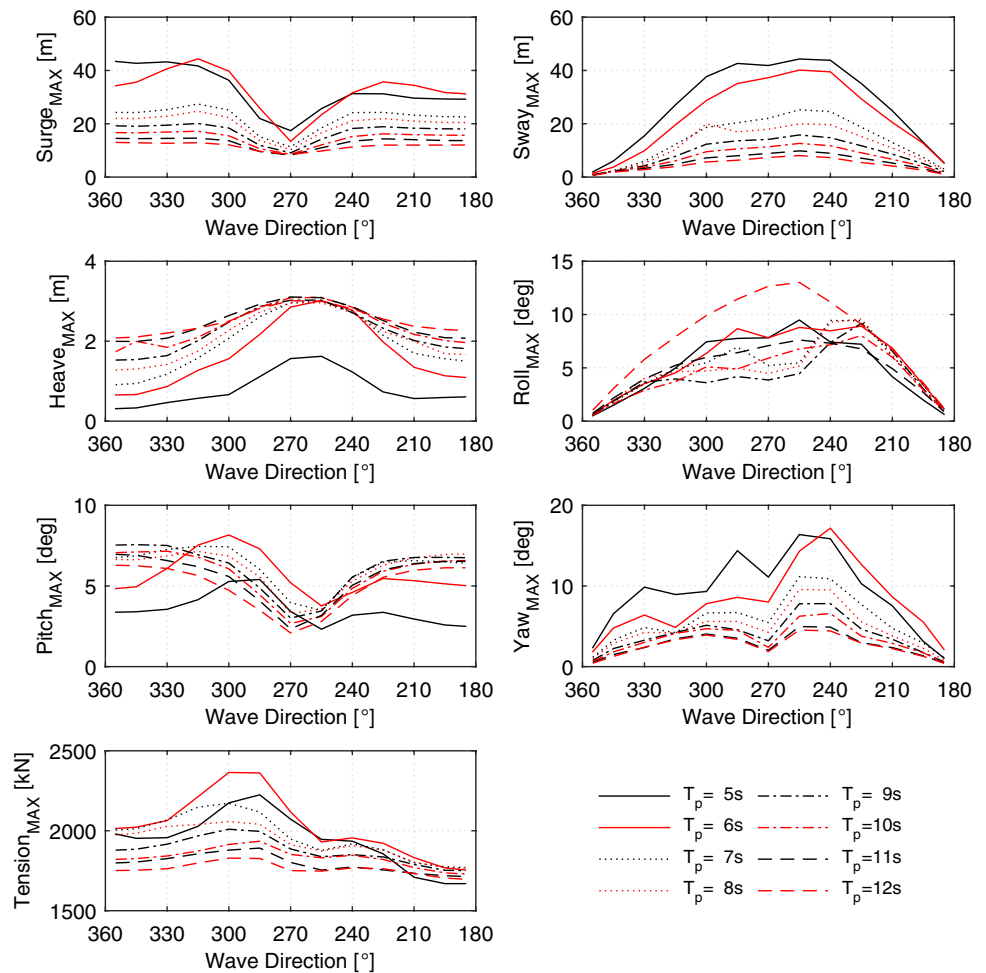 Surge_MAX [m]
60
40
20
0
360 330 300 270 240 210 180
Wave Direction [°]
Sway_MAX [m]
60
40
20
0
360 330 300 270 240 210 180
Wave Direction [°]
Heave_MAX [m]
4
2
0
360 330 300 270 240 210 180
Wave Direction [°]
Roll_MAX [deg]
15
10
5
0
360 330 300 270 240 210 180
Wave Direction [°]
Pitch_MAX [deg]
10
5
0
360 330 300 270 240 210 180
Wave Direction [°]
Yaw_MAX [deg]
20
10
0
360 330 300 270 240 210 180
Wave Direction [°]
Tension_MAX [kN]
2500
2000
1500
360 330 300 270 240 210 180
Wave Direction [°]
T_p= 5s
T_p= 6s
T_p= 7s
T_p= 8s
T_p= 9s
T_p=10s
T_p=11s
T_p=12s